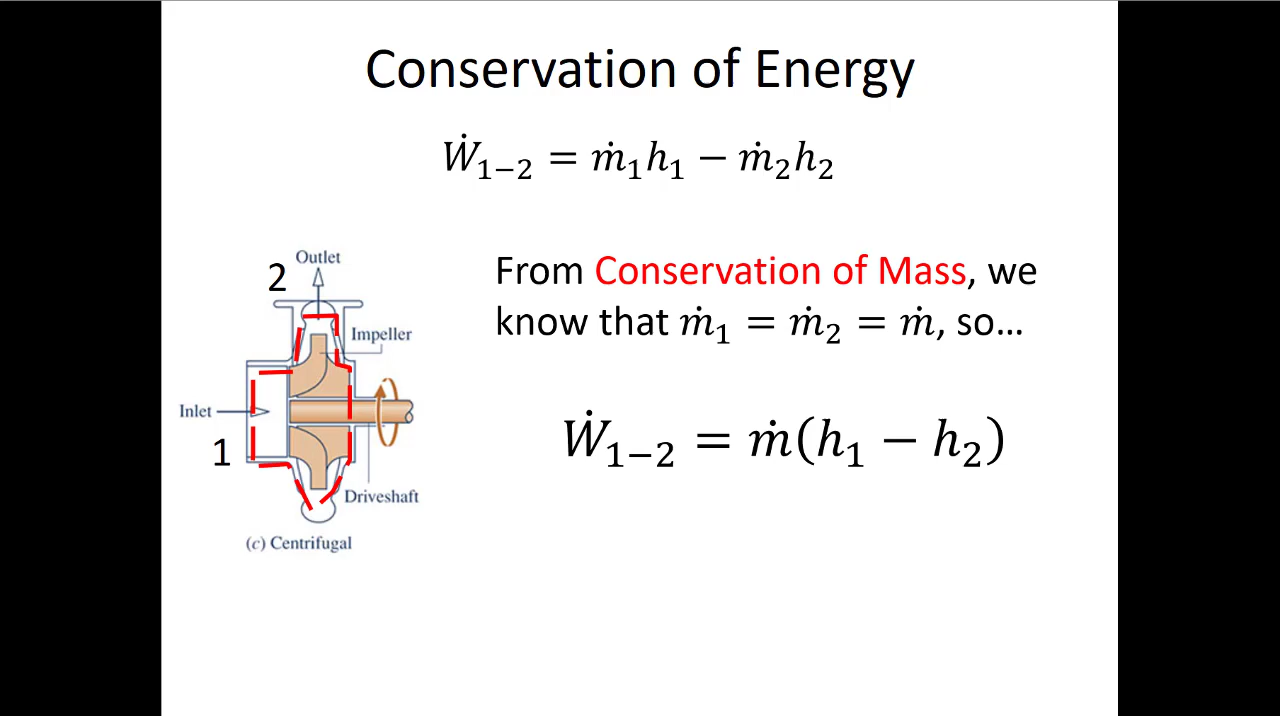 Conservation of Energy
Ẇ₁₋₂ = ṁ₁h₁ − ṁ₂h₂
From Conservation of Mass, we
know that ṁ₁ = ṁ₂ = ṁ, so…
Ẇ₁₋₂ = ṁ(h₁ − h₂)
2
Outlet
Impeller
Inlet
1
Driveshaft
(c) Centrifugal